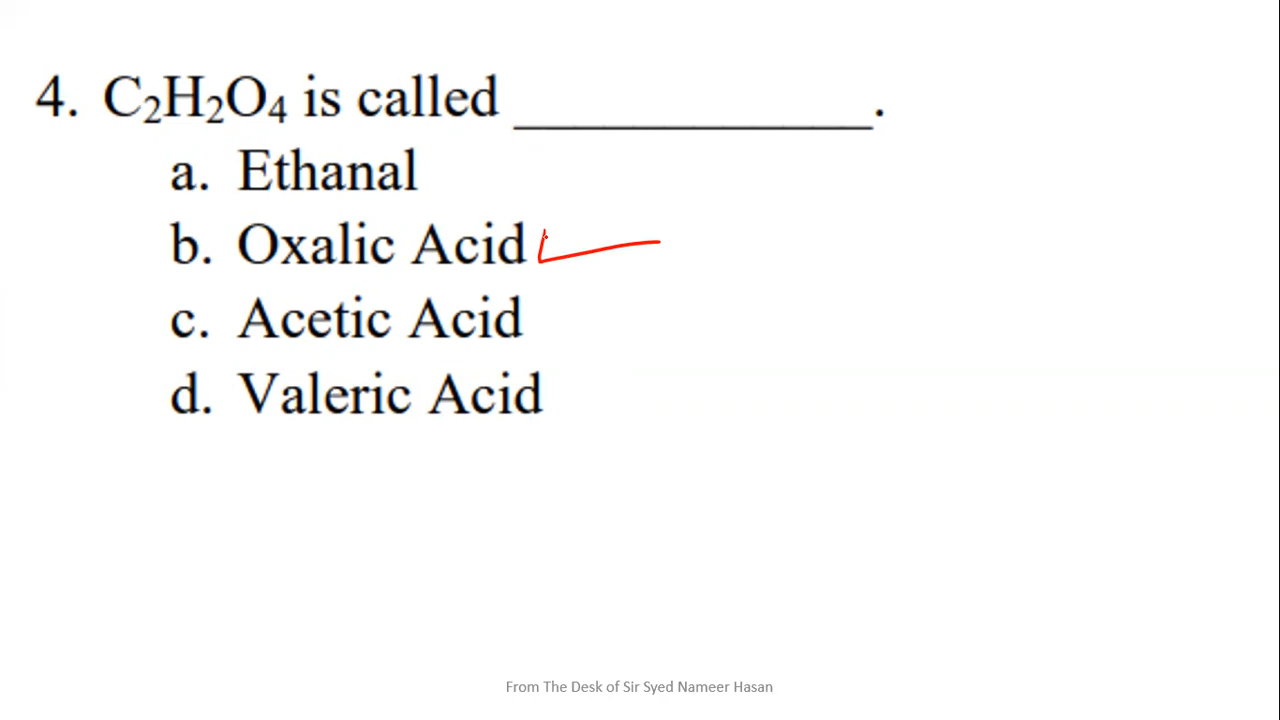 4. C₂H₂O₄ is called ______________.
a. Ethanal
b. Oxalic Acid
c. Acetic Acid
d. Valeric Acid
From The Desk of Sir Syed Nameer Hasan